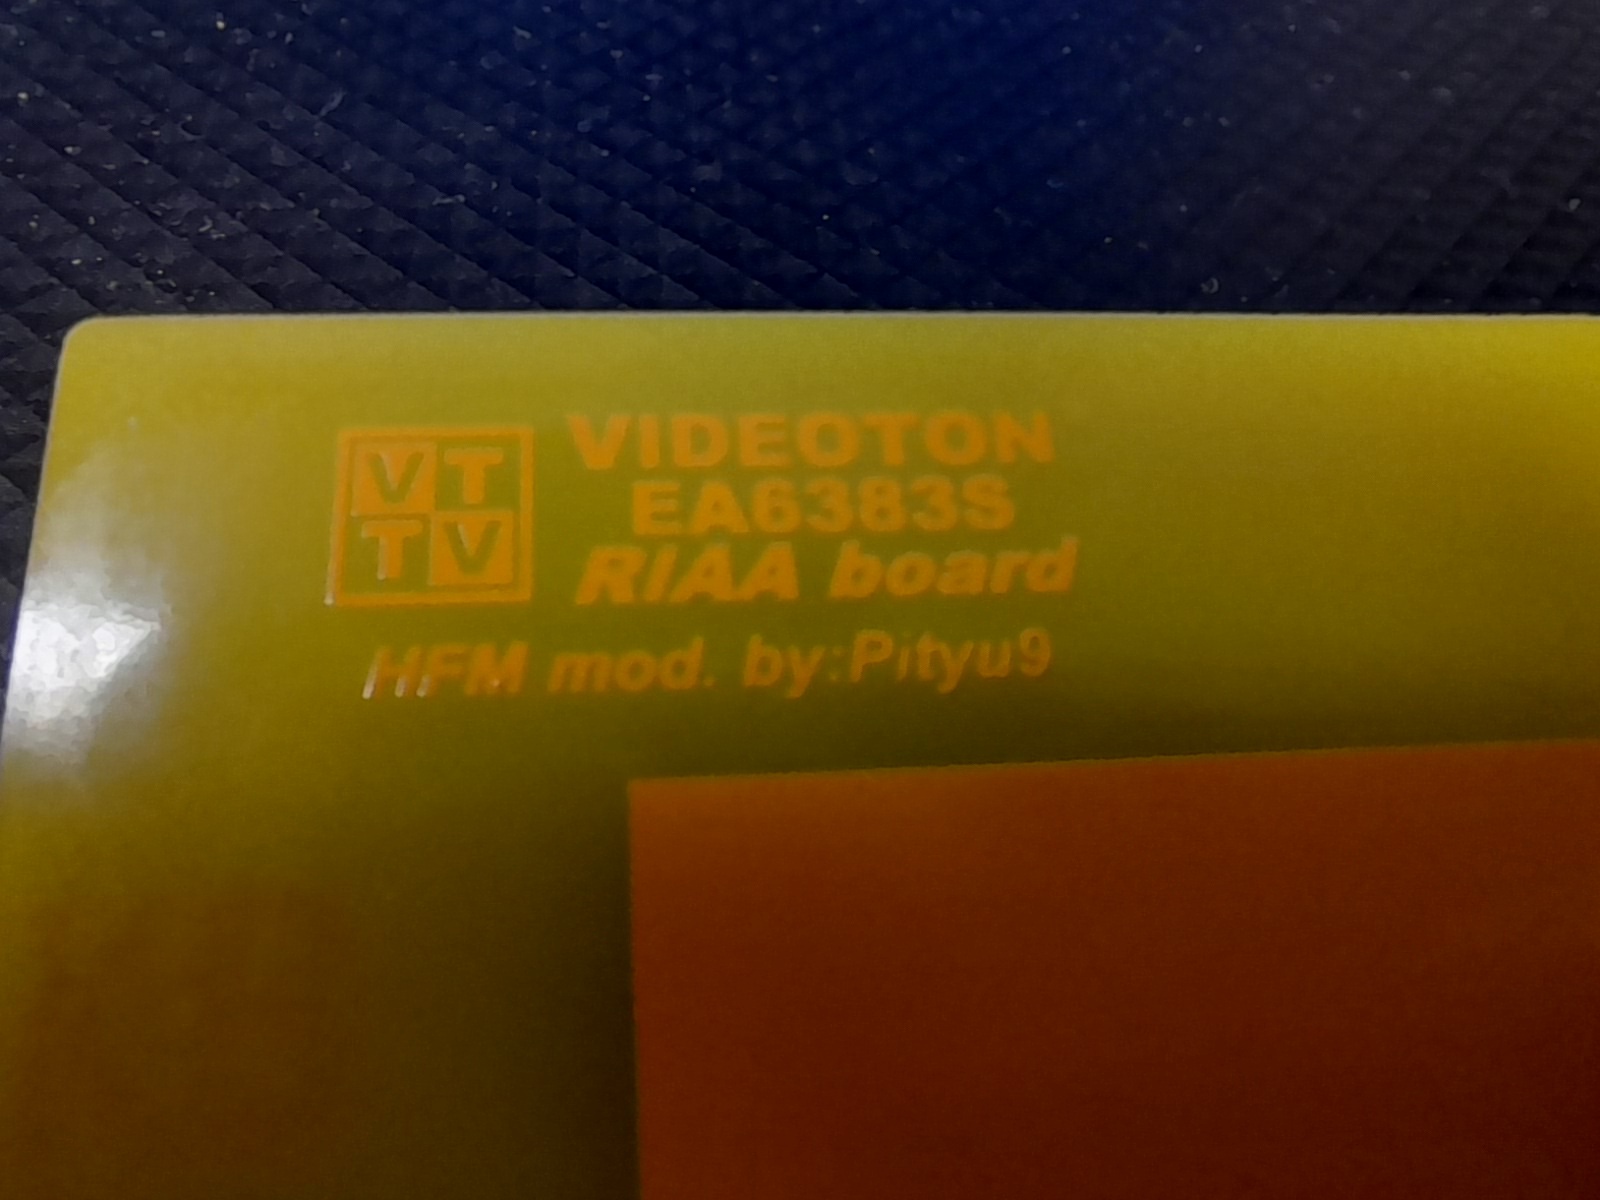 VT
TV
VIDEOTON
EA6383S
RIAA board
HFM mod. by:Pityu9